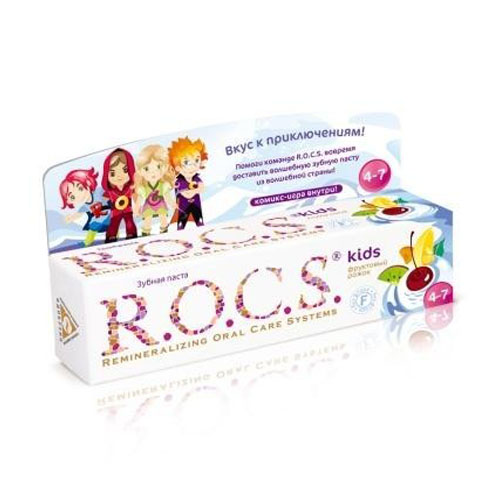 Вкус к приключениям!
Помоги команде R.O.C.S. вовремя
доставить волшебную зубную пасту
из волшебной страны!
комикс-игра внутри!
4-7
Зубная паста
R.O.C.S.® kids
фруктовый
рожок
F
4-7
REMINERALIZING ORAL CARE SYSTEMS